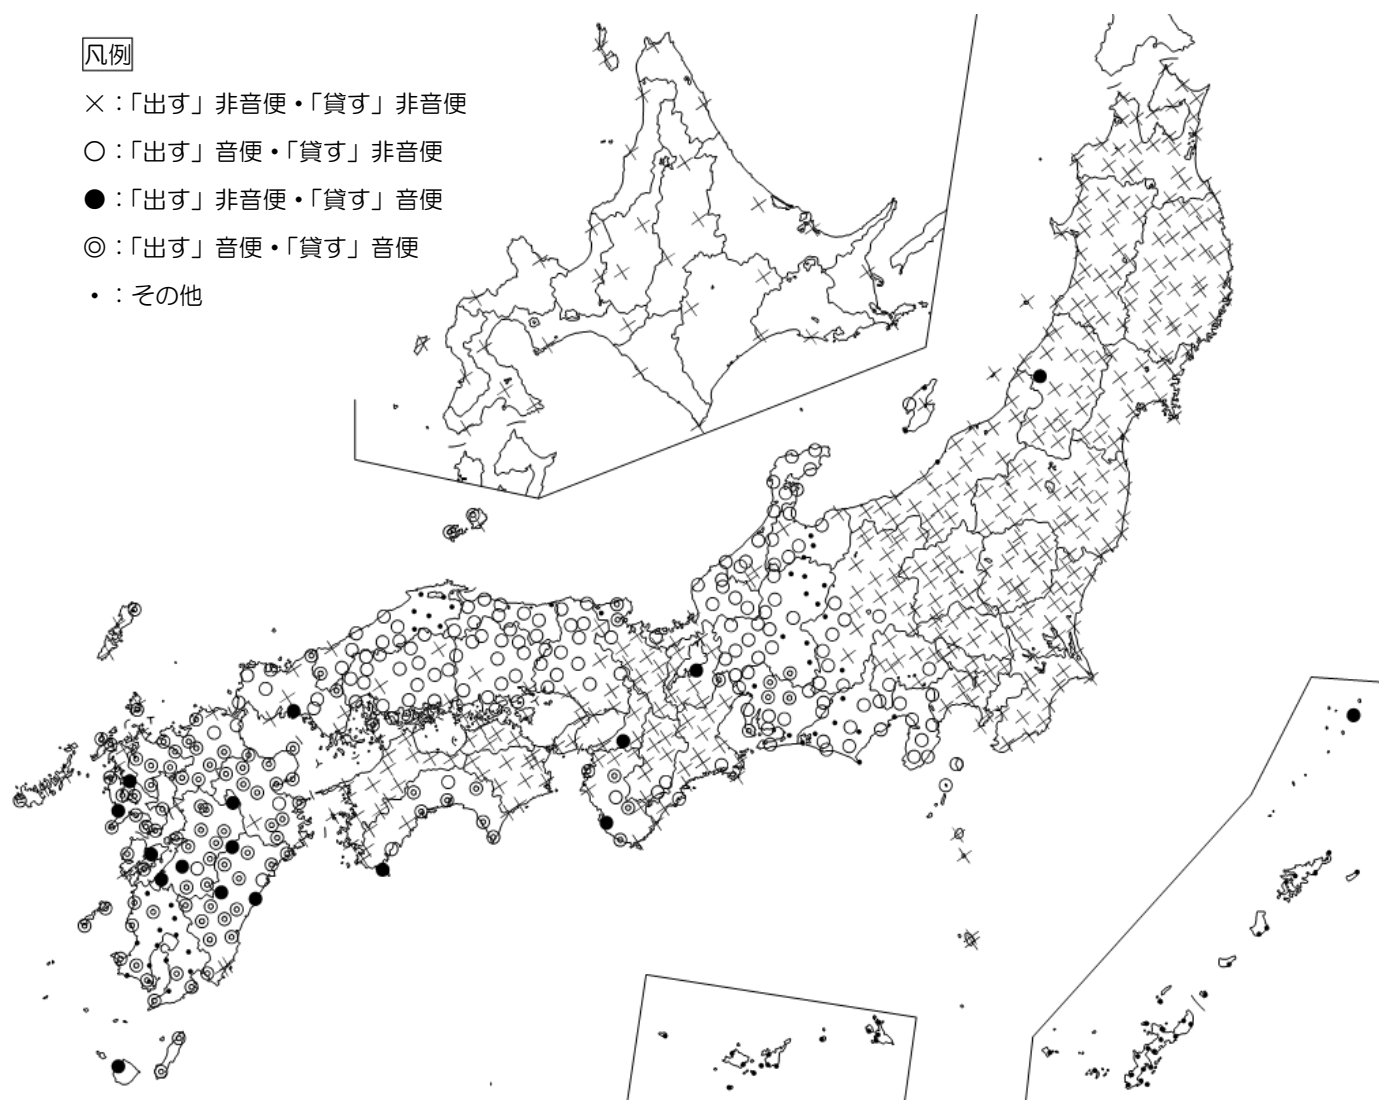 凡例
×：「出す」非音便・「貸す」非音便
○：「出す」音便・「貸す」非音便
●：「出す」非音便・「貸す」音便
◎：「出す」音便・「貸す」音便
・：その他